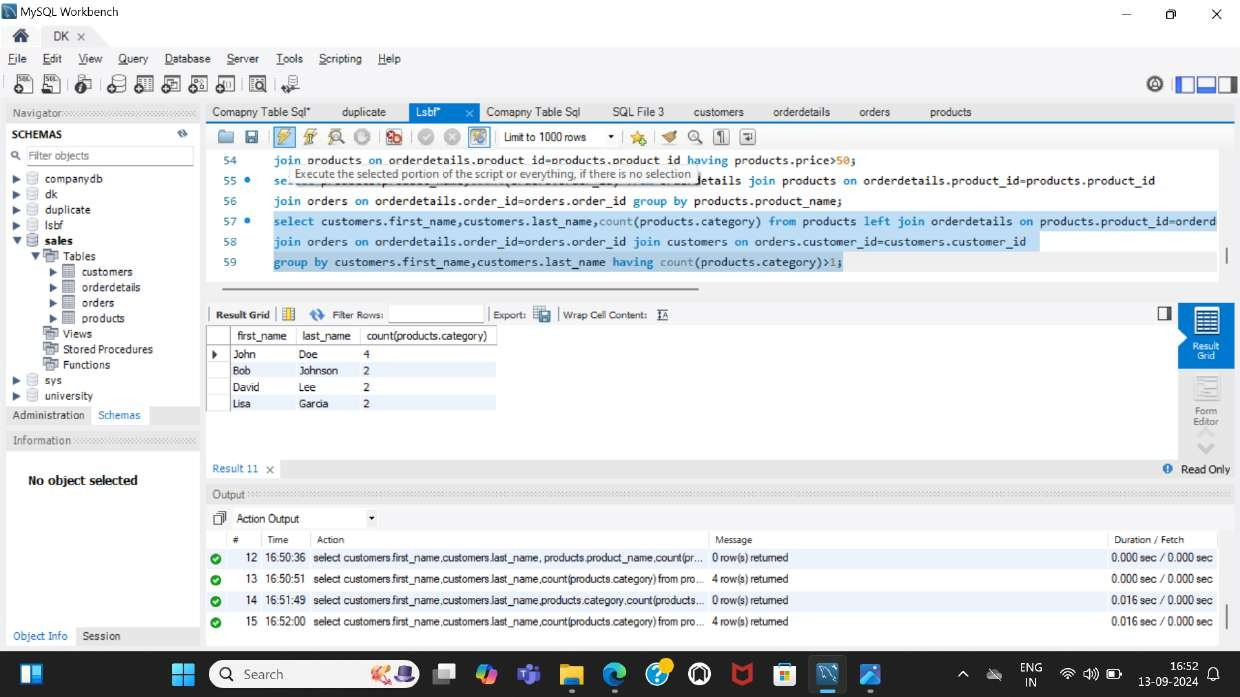 MySQL Workbench
DK
File Edit View Query Database Server Tools Scripting Help
Navigator
SCHEMAS
Filter objects
companydb
dk
duplicate
lsbf
sales
Tables
customers
orderdetails
orders
products
Views
Stored Procedures
Functions
sys
university
Administration Schemas
Information
No object selected
Object Info Session
Comapny Table Sql* duplicate Lsbf* Comapny Table Sql SQL File 3 customers orderdetails orders products
Limit to 1000 rows
54 join products on orderdetails.product_id=products.product_id having products.price>50;
Execute the selected portion of the script or everything, if there is no selection
55 details join products on orderdetails.product_id=products.product_id
56 join orders on orderdetails.order_id=orders.order_id group by products.product_name;
57 select customers.first_name,customers.last_name,count(products.category) from products left join orderdetails on products.product_id=orderd
58 join orders on orderdetails.order_id=orders.order_id join customers on orders.customer_id=customers.customer_id
59 group by customers.first_name,customers.last_name having count(products.category)>1;
Result Grid Filter Rows: Export: Wrap Cell Content:
first_name last_name count(products.category)
John Doe 4
Bob Johnson 2
David Lee 2
Lisa Garcia 2
Result Grid
Form Editor
Result 11 Read Only
Output
Action Output
# Time Action Message Duration / Fetch
12 16:50:36 select customers.first_name,customers.last_name, products.product_name,count(pr... 0 row(s) returned 0.000 sec / 0.000 sec
13 16:50:51 select customers.first_name,customers.last_name,count(products.category) from pro... 4 row(s) returned 0.000 sec / 0.000 sec
14 16:51:49 select customers.first_name,customers.last_name,products.category,count(products... 0 row(s) returned 0.016 sec / 0.000 sec
15 16:52:00 select customers.first_name,customers.last_name,count(products.category) from pro... 4 row(s) returned 0.016 sec / 0.000 sec
Search
ENG
IN
16:52
13-09-2024